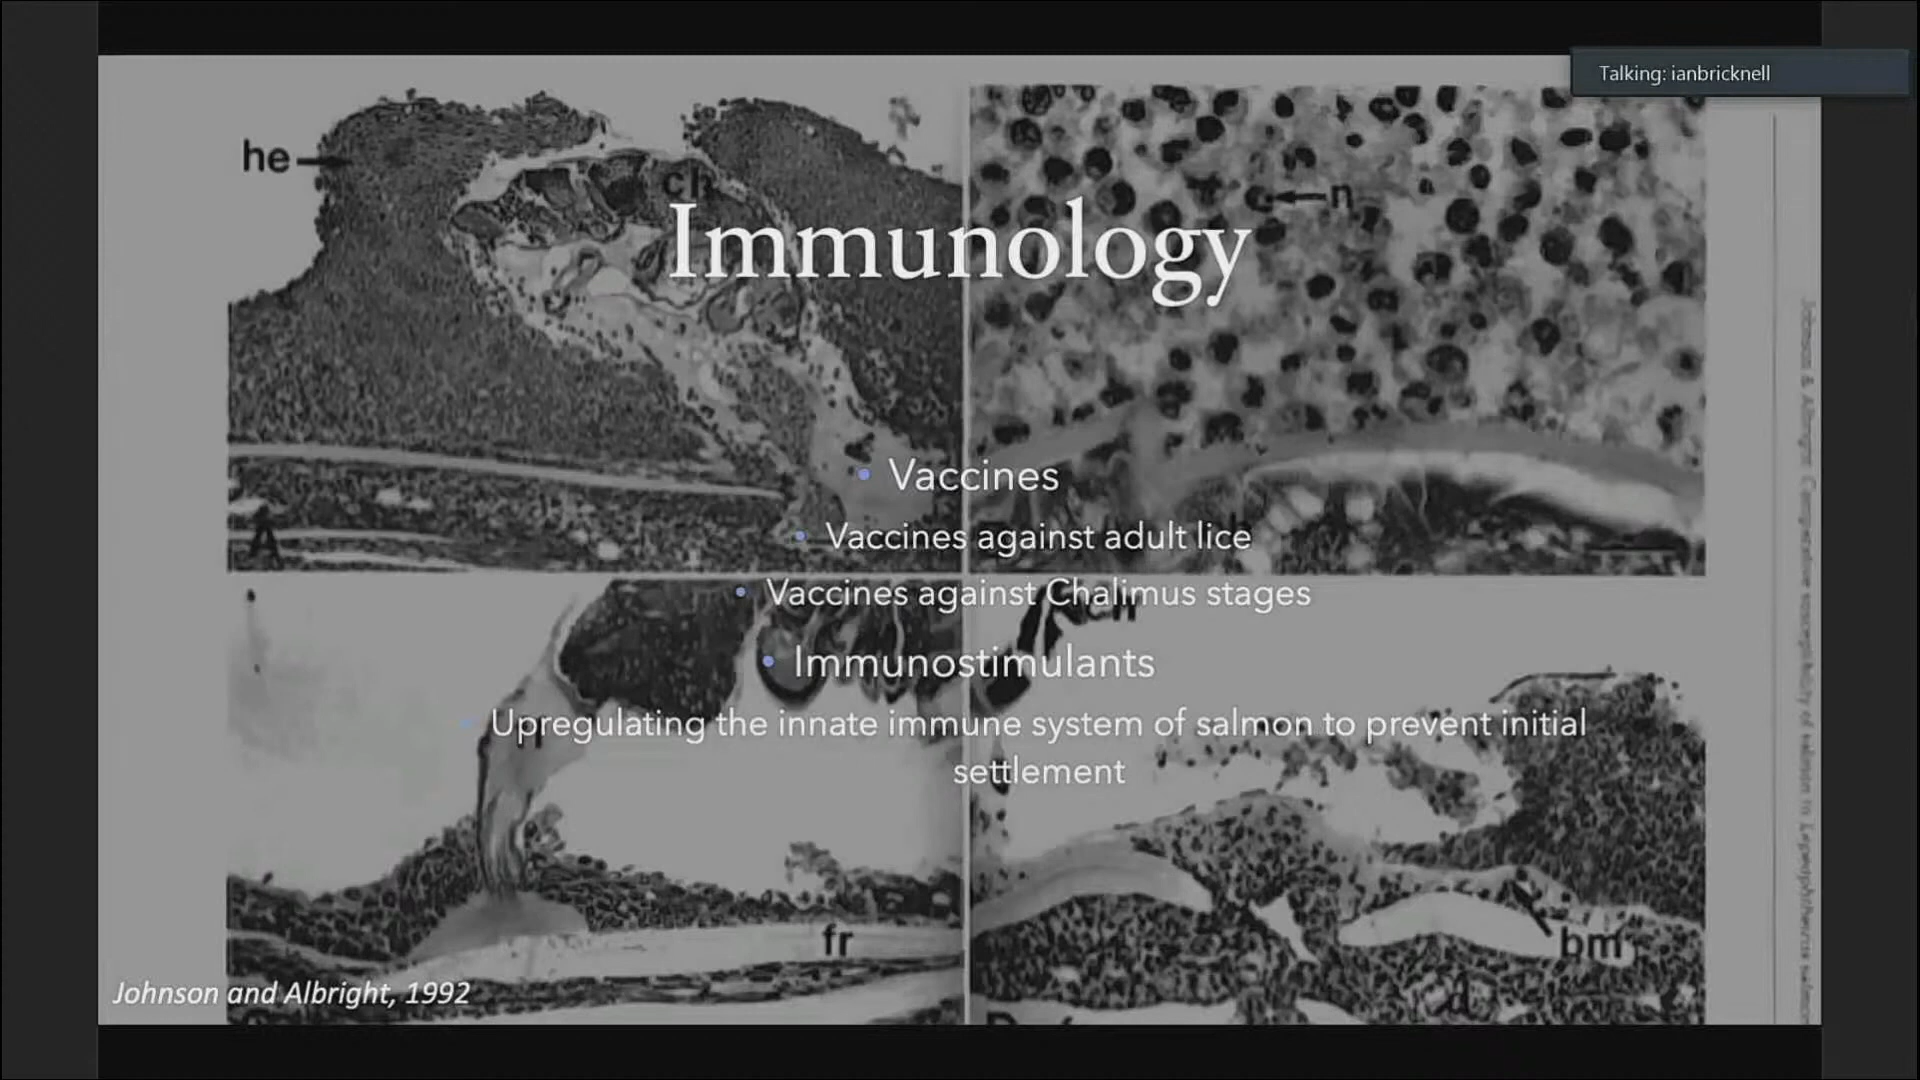 Talking: ianbricknell
he
ch
n
Immunology
• Vaccines
A
• Vaccines against adult lice
• Vaccines against Chalimus stages
• Immunostimulants
• Upregulating the innate immune system of salmon to prevent initial
settlement
fr
bm
Johnson and Albright, 1992